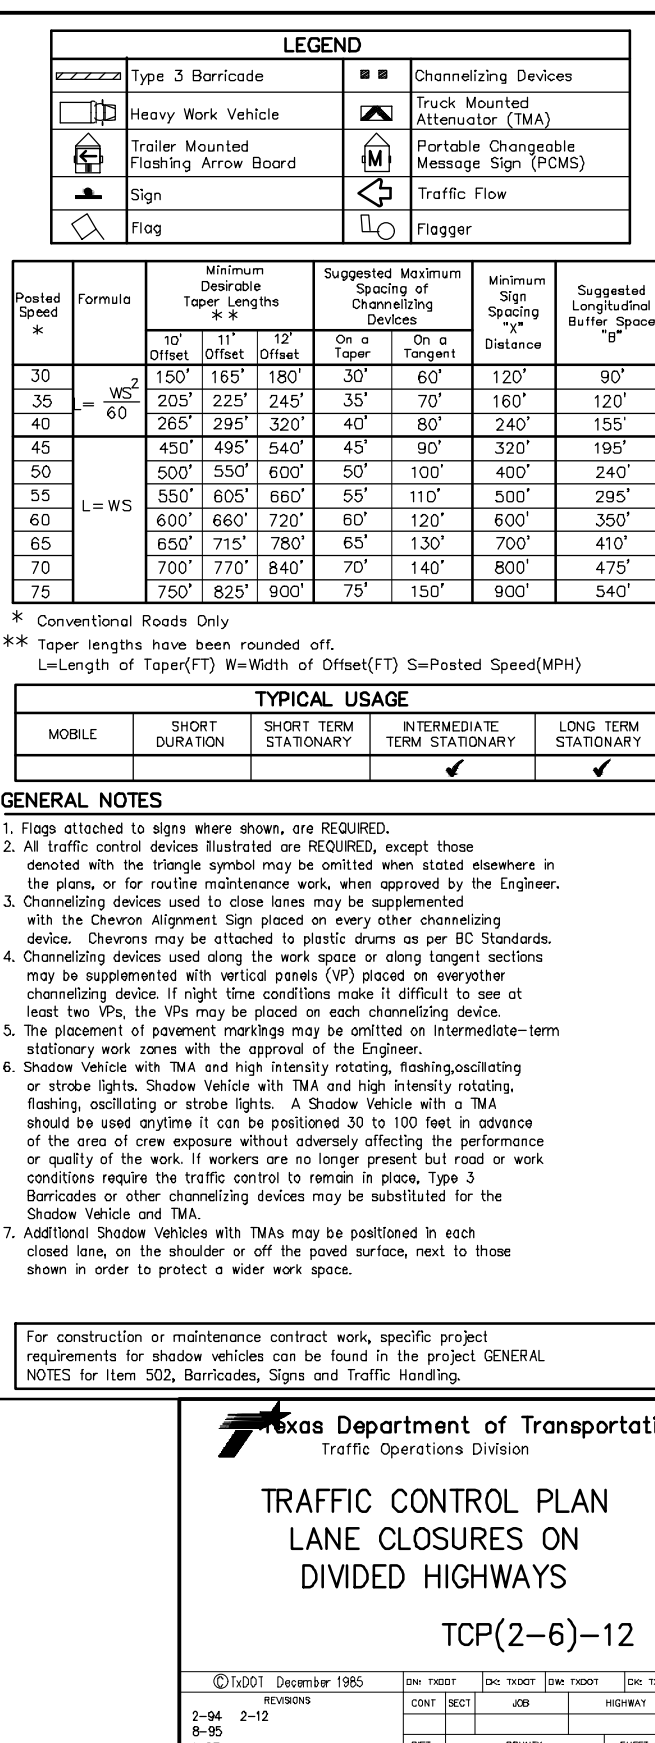 LEGEND
Type 3 Barricade
Channelizing Devices
Heavy Work Vehicle
Truck Mounted
Attenuator (TMA)
Trailer Mounted
Flashing Arrow Board
M
Portable Changeable
Message Sign (PCMS)
Sign
Traffic Flow
Flag
Flagger
Posted
Speed
*
Formula
Minimum
Desirable
Taper Lengths
* *
Suggested Maximum
Spacing of
Channelizing
Devices
Minimum
Sign
Spacing
"X"
Distance
Suggested
Longitudinal
Buffer Space
"B"
10' Offset 11' Offset 12' Offset On a Taper On a Tangent
30 150' 165' 180' 30' 60' 120' 90'
L= WS2/60
35 205' 225' 245' 35' 70' 160' 120'
40 265' 295' 320' 40' 80' 240' 155'
45 450' 495' 540' 45' 90' 320' 195'
50 500' 550' 600' 50' 100' 400' 240'
55 550' 605' 660' 55' 110' 500' 295'
L=WS
60 600' 660' 720' 60' 120' 600' 350'
65 650' 715' 780' 65' 130' 700' 410'
70 700' 770' 840' 70' 140' 800' 475'
75 750' 825' 900' 75' 150' 900' 540'
* Conventional Roads Only
** Taper lengths have been rounded off.
L=Length of Taper(FT) W=Width of Offset(FT) S=Posted Speed(MPH)
TYPICAL USAGE
MOBILE
SHORT
DURATION
SHORT TERM
STATIONARY
INTERMEDIATE
TERM STATIONARY
LONG TERM
STATIONARY
✓ ✓
GENERAL NOTES
1. Flags attached to signs where shown, are REQUIRED.
2. All traffic control devices illustrated are REQUIRED, except those
denoted with the triangle symbol may be omitted when stated elsewhere in
the plans, or for routine maintenance work, when approved by the Engineer.
3. Channelizing devices used to close lanes may be supplemented
with the Chevron Alignment Sign placed on every other channelizing
device. Chevrons may be attached to plastic drums as per BC Standards.
4. Channelizing devices used along the work space or along tangent sections
may be supplemented with vertical panels (VP) placed on everyother
channelizing device. If night time conditions make it difficult to see at
least two VPs, the VPs may be placed on each channelizing device.
5. The placement of pavement markings may be omitted on Intermediate-term
stationary work zones with the approval of the Engineer.
6. Shadow Vehicle with TMA and high intensity rotating, flashing,oscillating
or strobe lights. Shadow Vehicle with TMA and high intensity rotating,
flashing, oscillating or strobe lights. A Shadow Vehicle with a TMA
should be used anytime it can be positioned 30 to 100 feet in advance
of the area of crew exposure without adversely affecting the performance
or quality of the work. If workers are no longer present but road or work
conditions require the traffic control to remain in place, Type 3
Barricades or other channelizing devices may be substituted for the
Shadow Vehicle and TMA.
7. Additional Shadow Vehicles with TMAs may be positioned in each
closed lane, on the shoulder or off the paved surface, next to those
shown in order to protect a wider work space.
For construction or maintenance contract work, specific project
requirements for shadow vehicles can be found in the project GENERAL
NOTES for Item 502, Barricades, Signs and Traffic Handling.
Texas Department of Transportati
Traffic Operations Division
TRAFFIC CONTROL PLAN
LANE CLOSURES ON
DIVIDED HIGHWAYS
TCP(2-6)-12
©TxDOT December 1985 DN: TXDOT CK: TXDOT DW: TXDOT CK:
REVISIONS
CONT SECT JOB HIGHWAY
2-94 2-12
8-95